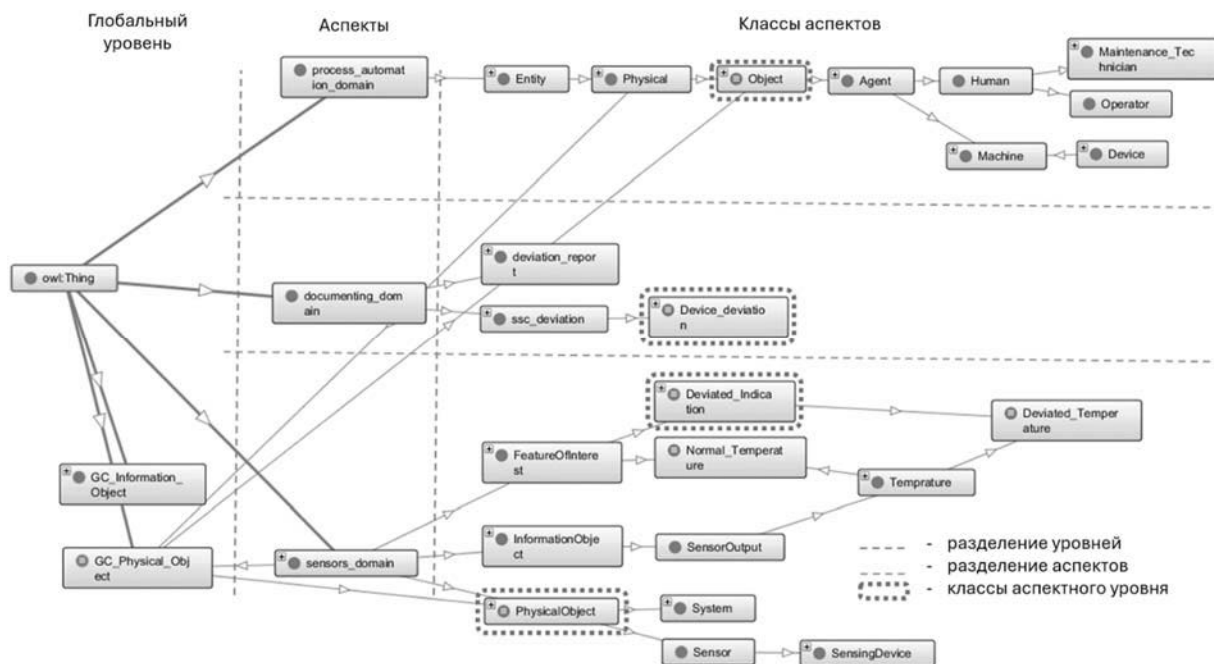 Глобальный
уровень
Аспекты
Классы аспектов
process_automat
ion_domain
Entity
Physical
Object
Agent
Human
Maintenance_Tec
hnician
Operator
Machine
Device
owl:Thing
documenting_dom
ain
deviation_repor
t
ssc_deviation
Device_deviatio
n
GC_Information_
Object
GC_Physical_Obj
ect
sensors_domain
FeatureOfIntere
st
Deviated_Indica
tion
Normal_Temperat
ure
Deviated_Temper
ature
Temprature
InformationObje
ct
SensorOutput
PhysicalObject
System
Sensor
SensingDevice
- разделение уровней
- разделение аспектов
- классы аспектного уровня